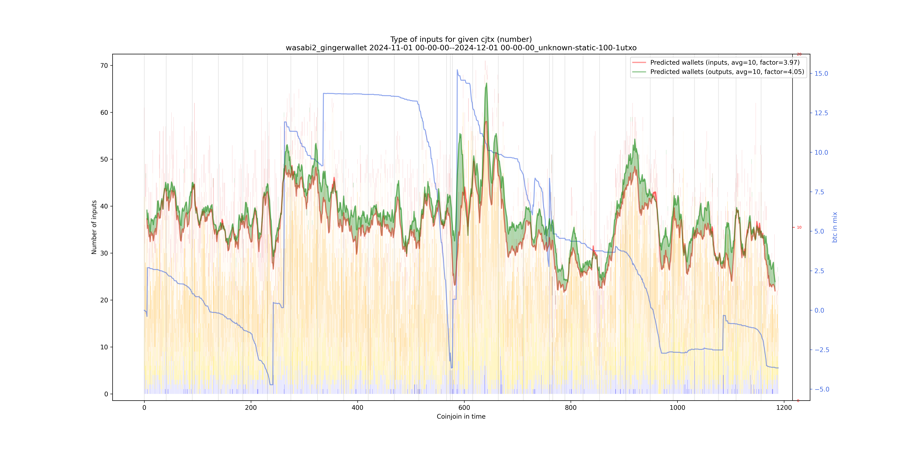 Type of inputs for given cjtx (number)
wasabi2_gingerwallet 2024-11-01 00-00-00--2024-12-01 00-00-00_unknown-static-100-1utxo
Predicted wallets (inputs, avg=10, factor=3.97)
Predicted wallets (outputs, avg=10, factor=4.05)
Number of inputs
70
60
50
40
30
20
10
0
15.0
12.5
10.0
7.5
5.0
2.5
0.0
−2.5
−5.0
btc in mix
0 200 400 600 800 1000 1200
Coinjoin in time